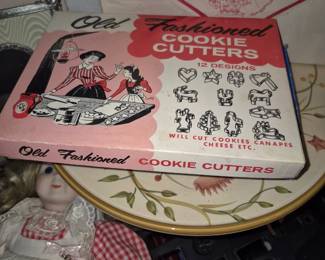 Old Fashioned
COOKIE
CUTTERS
12 DESIGNS
WILL CUT COOKIES CANAPES
CHEESE ETC.
Old Fashioned COOKIE CUTTERS